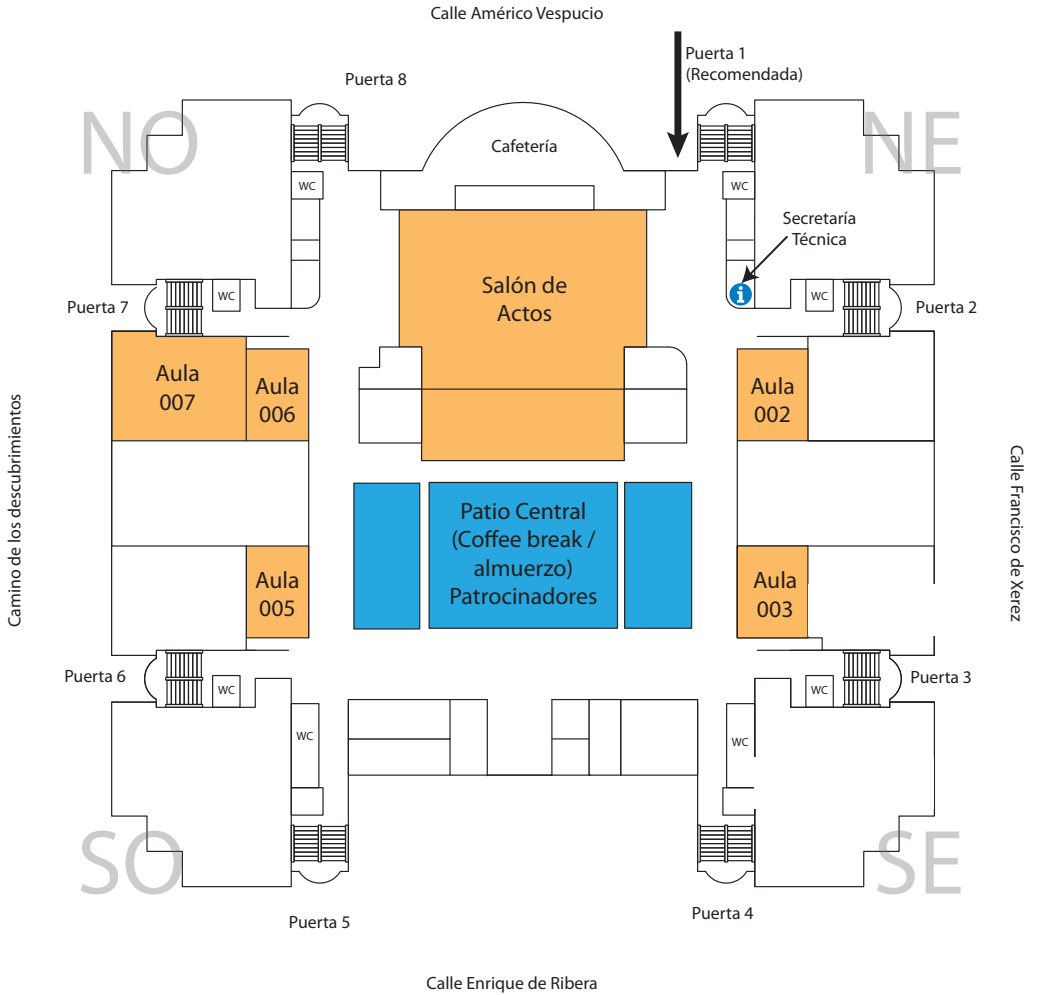 Calle Américo Vespucio
Puerta 1
(Recomendada)
Puerta 8
NO
NE
Cafetería
WC
WC
Secretaría
Técnica
i
Salón de
Actos
WC
WC
Puerta 7
Puerta 2
Aula
007
Aula
006
Aula
002
Camino de los descubrimientos
Calle Francisco de Xerez
Patio Central
(Coffee break /
almuerzo)
Patrocinadores
Aula
005
Aula
003
Puerta 6
WC
WC
Puerta 3
WC
WC
SO
SE
Puerta 5
Puerta 4
Calle Enrique de Ribera